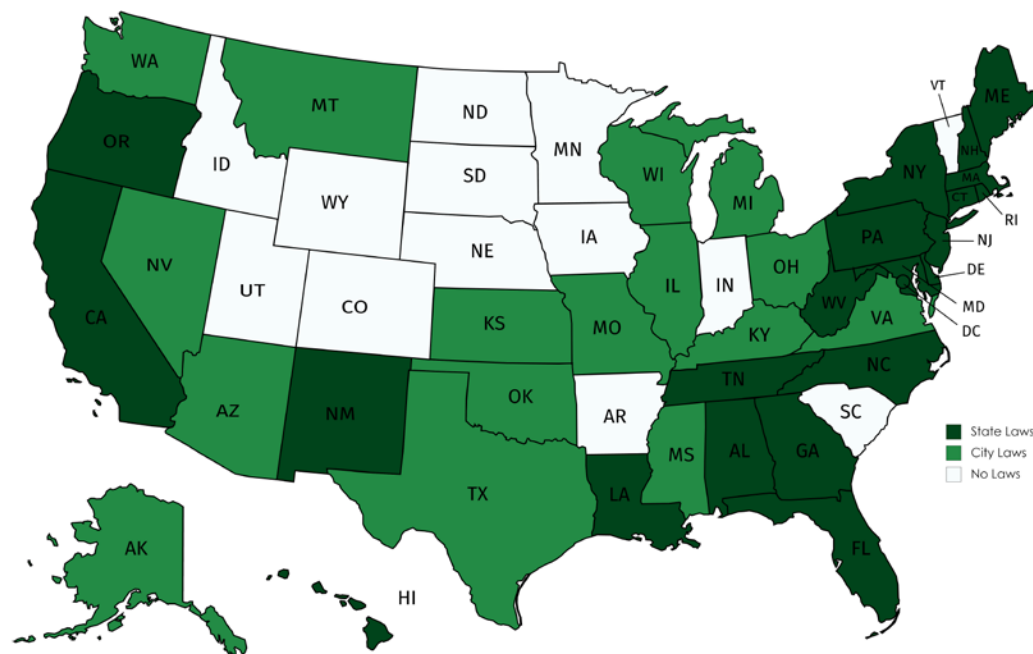 WA
MT
ND
MN
VT
ME
OR
ID
SD
WI
NY
NH
MA
WY
MI
CT
RI
NE
IA
PA
NJ
NV
UT
CO
IL
IN
OH
DE
CA
KS
MO
WV
MD
KY
VA
DC
AZ
NM
OK
AR
TN
NC
SC
State Laws
MS
AL
GA
City Laws
TX
LA
No Laws
AK
FL
HI